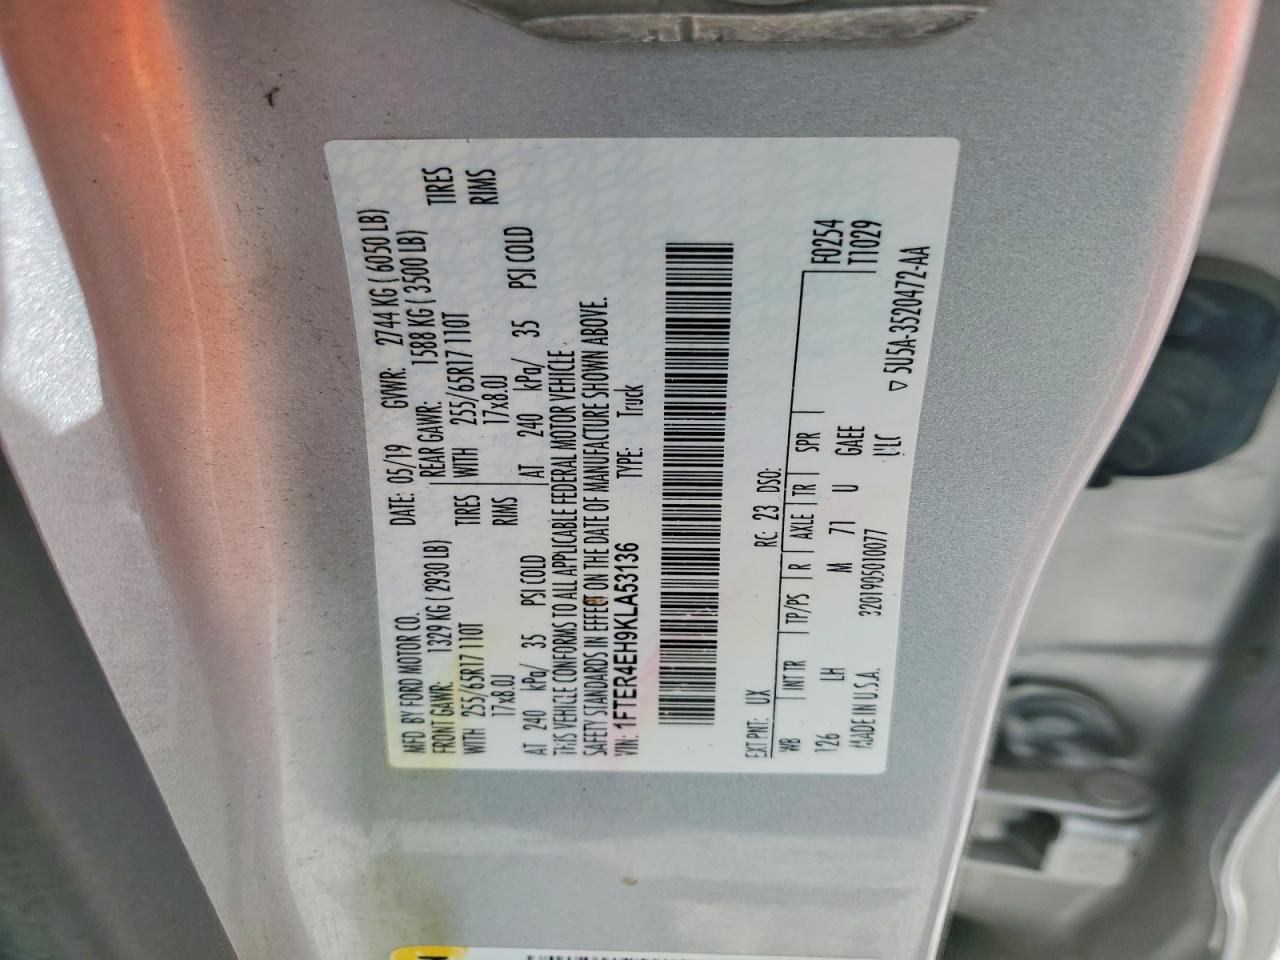 MFD BY FORD MOTOR CO.
DATE: 05/19 GVWR: 2744 KG ( 6050 LB)
FRONT GAWR: 1329 KG ( 2930 LB)
REAR GAWR: 1588 KG ( 3500 LB)
WITH 255/65R17 110T TIRES
WITH 255/65R17 110T TIRES
17x8.0J RIMS
17x8.0J RIMS
AT 240 kPa/ 35 PSI COLD
AT 240 kPa/ 35 PSI COLD
THIS VEHICLE CONFORMS TO ALL APPLICABLE FEDERAL MOTOR VEHICLE
SAFETY STANDARDS IN EFFECT ON THE DATE OF MANUFACTURE SHOWN ABOVE.
VIN: 1FTER4EH9KLA53136 TYPE: Truck
EXT PNT: UX RC: 23 DSO:
WB INT TR TP/PS R AXLE TR SPR F0254
126 LH M 71 U GAEE T1029
MADE IN U.S.A. 3201905010077 ▽ 5U5A-3520472-AA